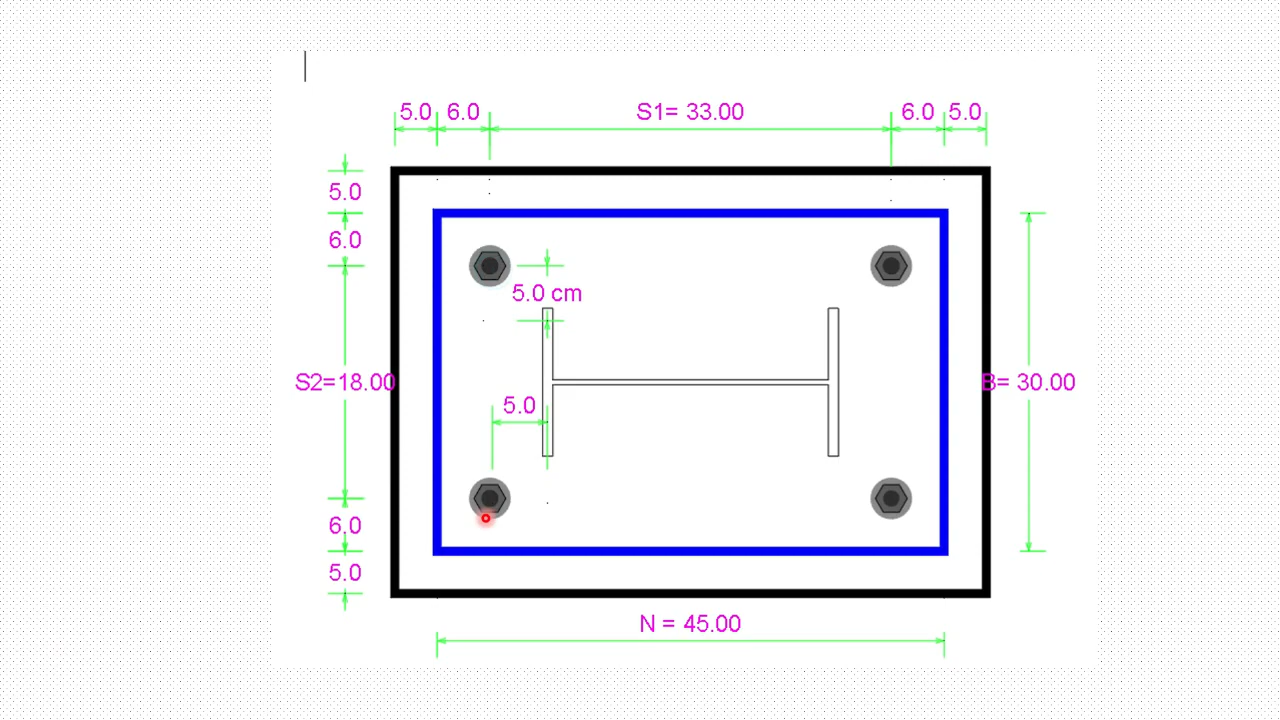 5.0 6.0 S1= 33.00 6.0 5.0
5.0
6.0
5.0 cm
S2=18.00
B= 30.00
5.0
6.0
5.0
N = 45.00